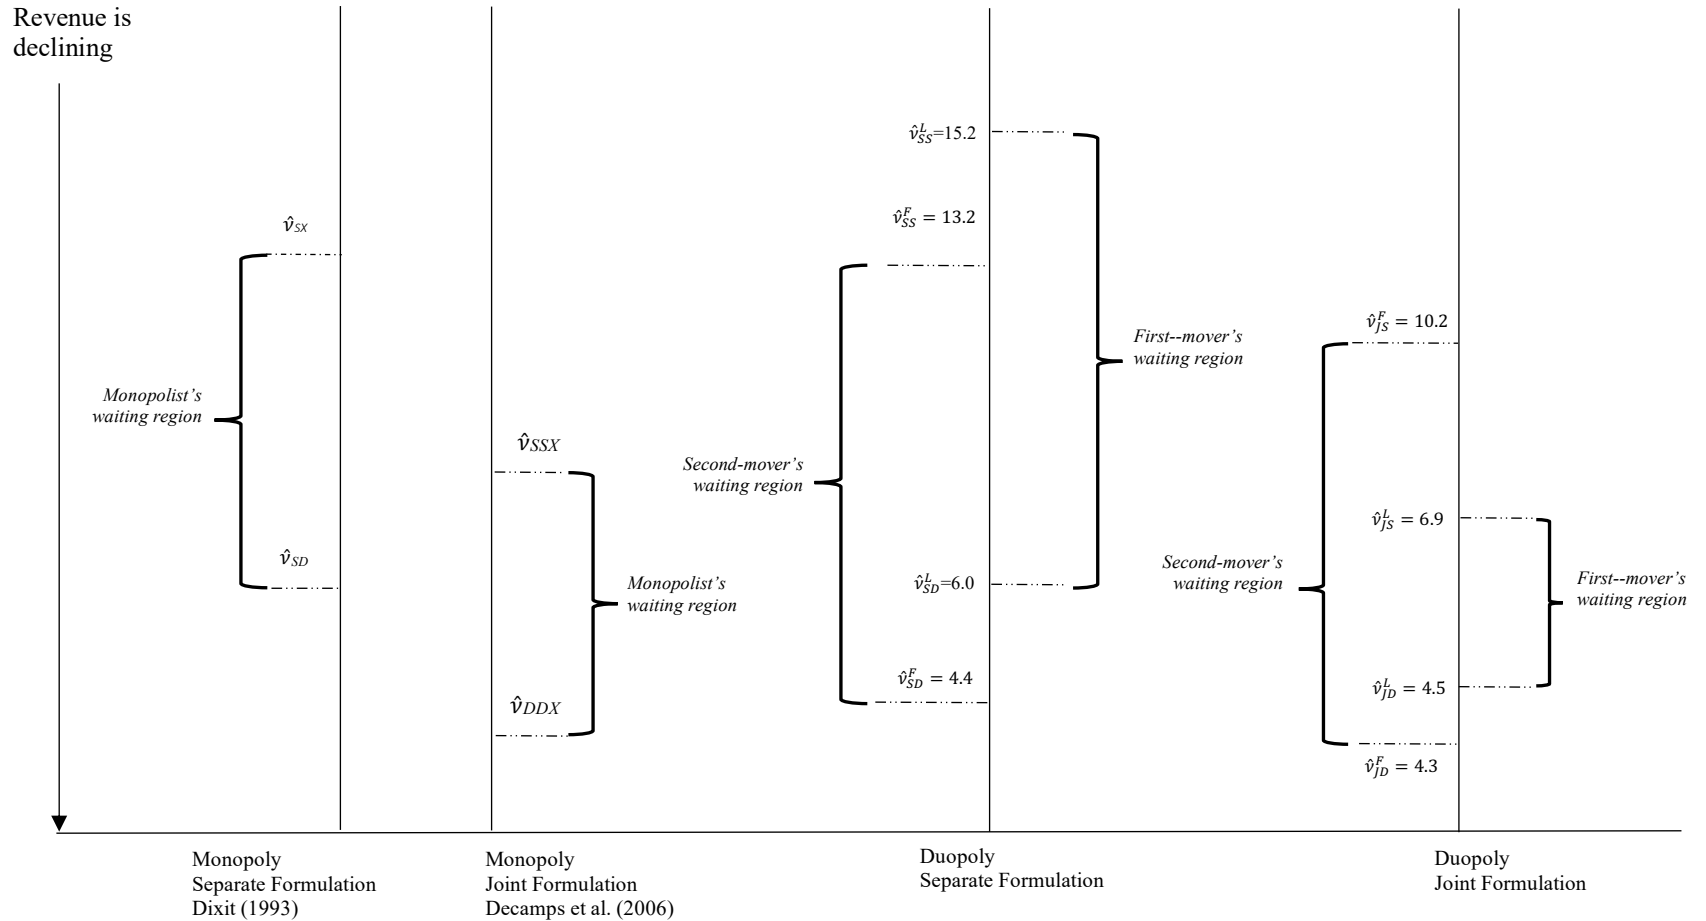 Revenue is
declining
v̂SX
Monopolist's
waiting region
v̂SD
v̂SSX
Monopolist's
waiting region
v̂DDX
v̂ᴸSS=15.2
v̂ᶠSS = 13.2
First--mover's
waiting region
Second-mover's
waiting region
v̂ᴸSD=6.0
v̂ᶠSD = 4.4
v̂ᶠJS = 10.2
v̂ᴸJS = 6.9
Second-mover's
waiting region
First--mover's
waiting region
v̂ᴸJD = 4.5
v̂ᶠJD = 4.3
Monopoly
Separate Formulation
Dixit (1993)
Monopoly
Joint Formulation
Decamps et al. (2006)
Duopoly
Separate Formulation
Duopoly
Joint Formulation